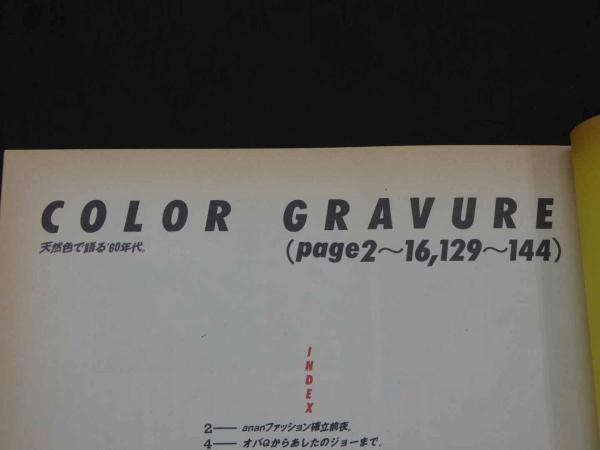 COLOR GRAVURE
天然色で語る'60年代。
(page2〜16,129〜144)
INDEX
2── ananファッション確立前夜。
4── オバQからあしたのジョーまで。